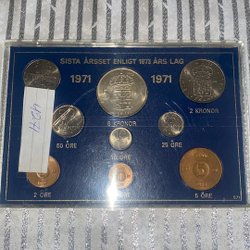 SISTA ÅRSSET ENLIGT 1873 ÅRS LAG
1971 1971
5 KRONOR
2 KRONOR
50 ÖRE
10 ÖRE
25 ÖRE
2 ÖRE
1 ÖRE
5 ÖRE